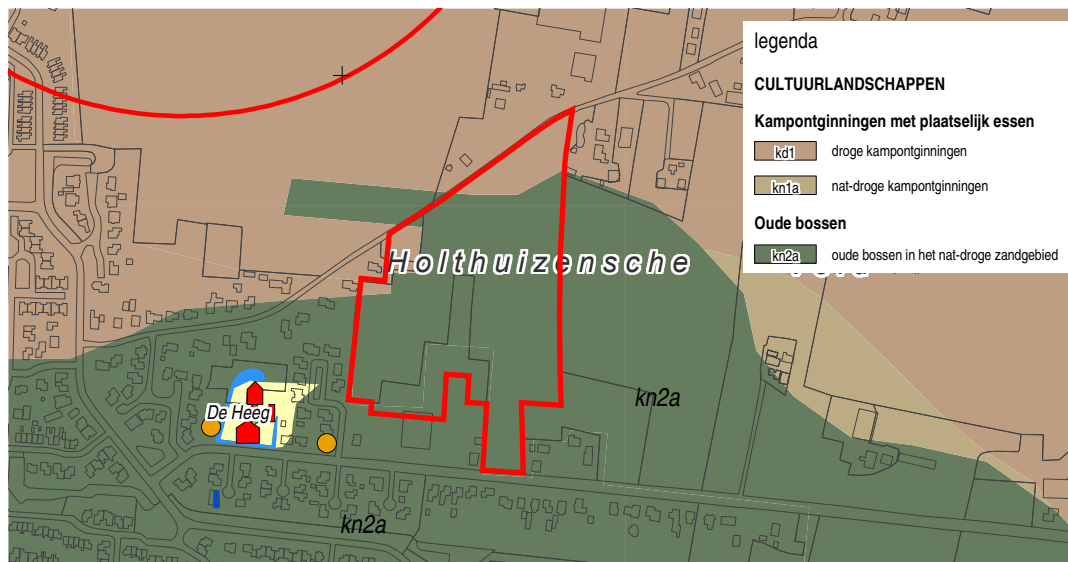 legenda
CULTUURLANDSCHAPPEN
Kampontginningen met plaatselijk essen
kd1 droge kampontginningen
kn1a nat-droge kampontginningen
Oude bossen
kn2a oude bossen in het nat-droge zandgebied
Holthuizensche
kn2a
De Heeg
kn2a